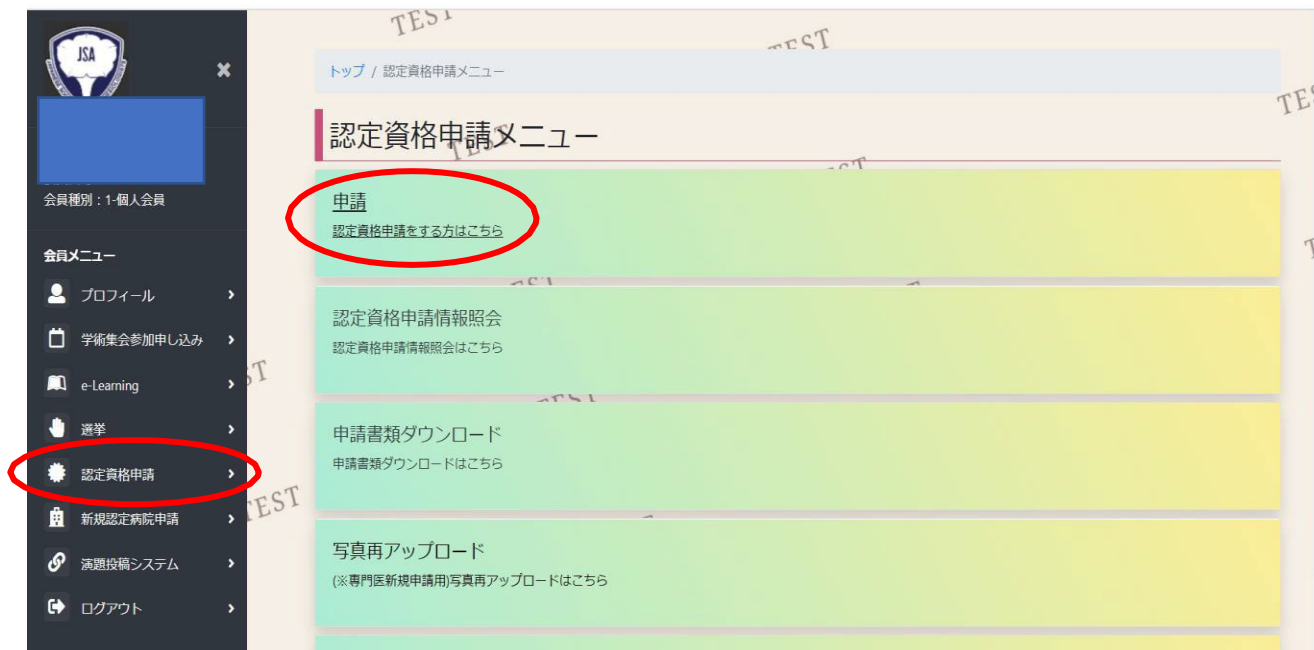 JSA
会員種別：1-個人会員
会員メニュー
プロフィール
学術集会参加申し込み
e-Learning
選挙
認定資格申請
新規認定病院申請
演題投稿システム
ログアウト
トップ / 認定資格申請メニュー
認定資格申請メニュー
申請
認定資格申請をする方はこちら
認定資格申請情報照会
認定資格申請情報照会はこちら
申請書類ダウンロード
申請書類ダウンロードはこちら
写真再アップロード
(※専門医新規申請用)写真再アップロードはこちら
TEST
TEST
TEST
TEST
TEST